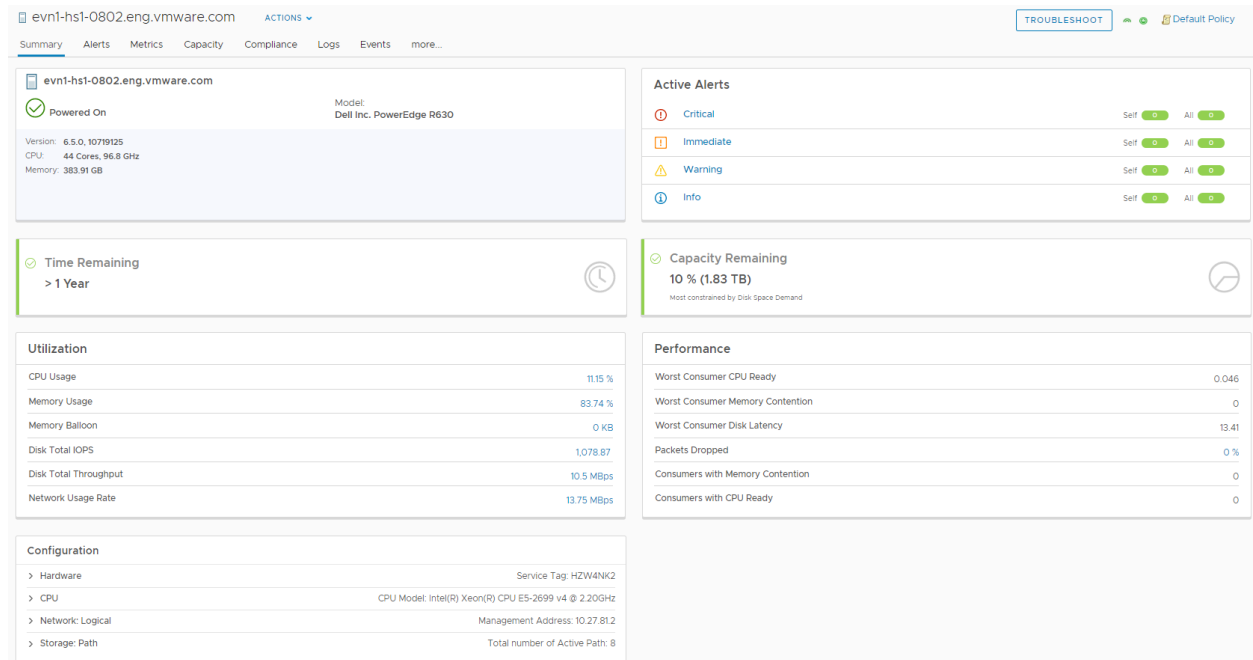 evn1-hs1-0802.eng.vmware.com ACTIONS TROUBLESHOOT Default Policy
Summary Alerts Metrics Capacity Compliance Logs Events more...
evn1-hs1-0802.eng.vmware.com
Powered On
Model:
Dell Inc. PowerEdge R630
Version: 6.5.0, 10719125
CPU: 44 Cores, 96.8 GHz
Memory: 383.91 GB
Active Alerts
Critical Self 0 All 0
Immediate Self 0 All 0
Warning Self 0 All 0
Info Self 0 All 0
Time Remaining
> 1 Year
Capacity Remaining
10 % (1.83 TB)
Most constrained by Disk Space Demand
Utilization
CPU Usage 11.15 %
Memory Usage 83.74 %
Memory Balloon 0 KB
Disk Total IOPS 1,078.87
Disk Total Throughput 10.5 MBps
Network Usage Rate 13.75 MBps
Performance
Worst Consumer CPU Ready 0.046
Worst Consumer Memory Contention 0
Worst Consumer Disk Latency 13.41
Packets Dropped 0 %
Consumers with Memory Contention 0
Consumers with CPU Ready 0
Configuration
> Hardware Service Tag: HZW4NK2
> CPU CPU Model: Intel(R) Xeon(R) CPU E5-2699 v4 @ 2.20GHz
> Network: Logical Management Address: 10.27.81.2
> Storage: Path Total number of Active Path: 8